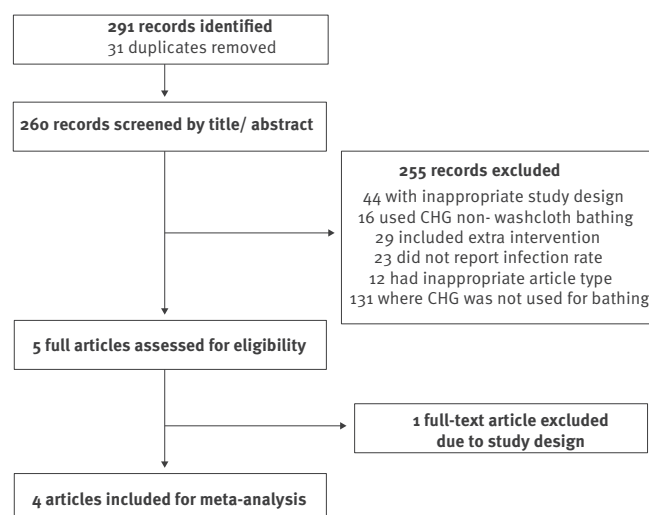 291 records identified
31 duplicates removed
260 records screened by title/ abstract
255 records excluded
44 with inappropriate study design
16 used CHG non- washcloth bathing
29 included extra intervention
23 did not report infection rate
12 had inappropriate article type
131 where CHG was not used for bathing
5 full articles assessed for eligibility
1 full-text article excluded
due to study design
4 articles included for meta-analysis